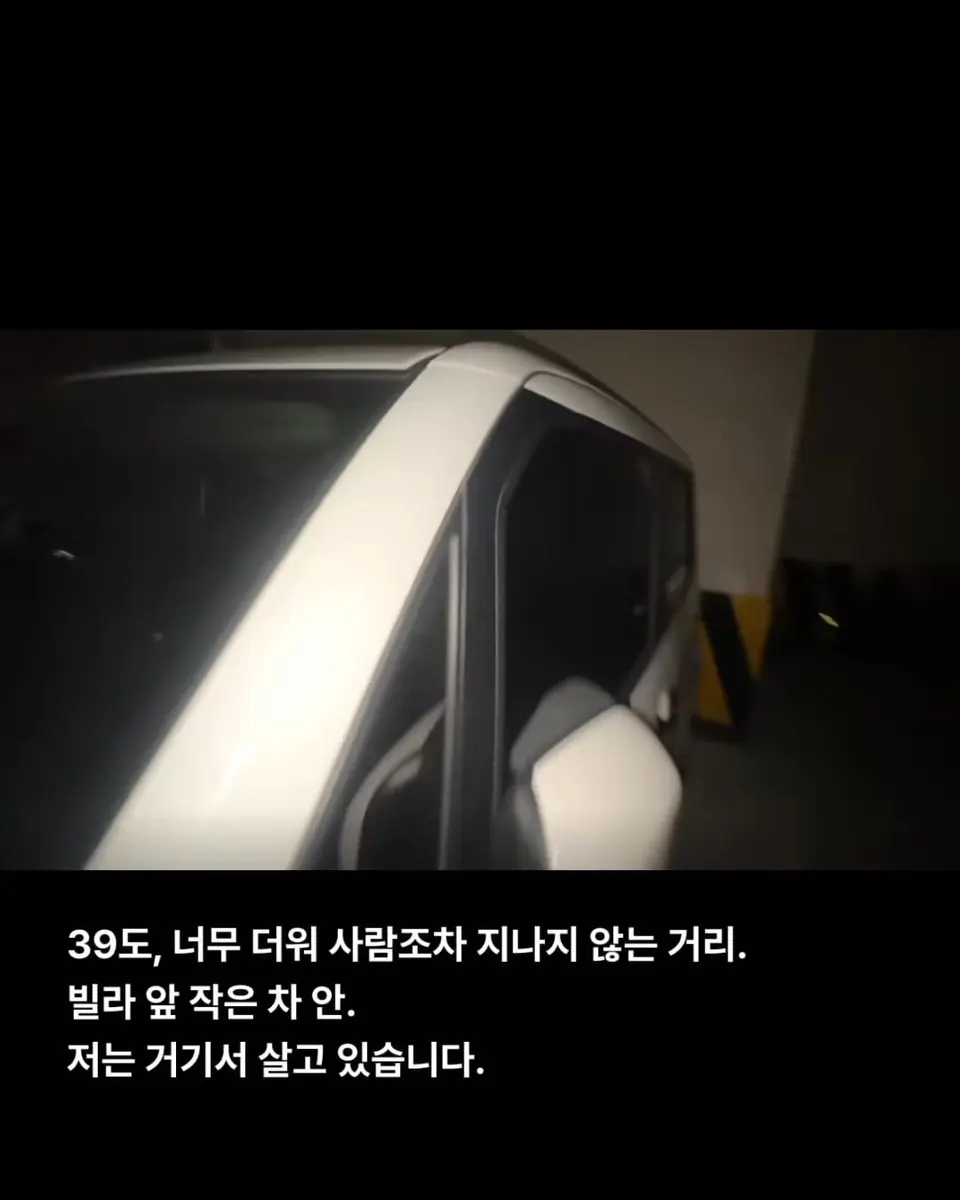 39도, 너무 더워 사람조차 지나지 않는 거리.
빌라 앞 작은 차 안.
저는 거기서 살고 있습니다.